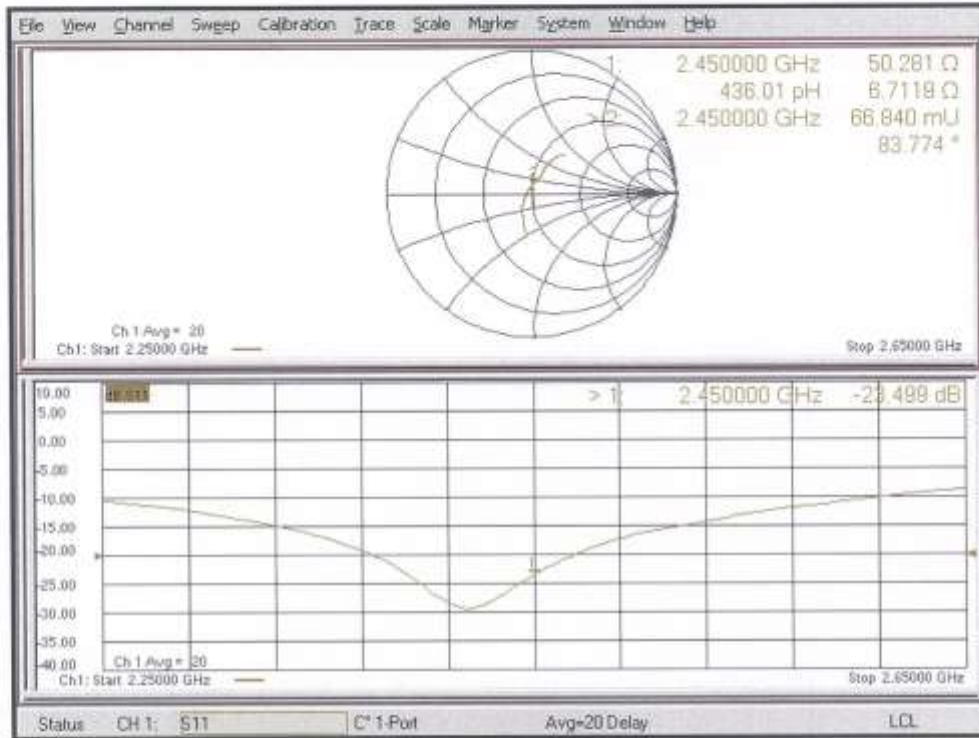 File View Channel Sweep Calibration Trace Scale Marker System Window Help
1: 2.450000 GHz 50.281 Ω
436.01 pH 6.7119 Ω
>2: 2.450000 GHz 66.840 mU
83.774 °
Ch 1 Avg = 20
Ch1: Start 2.25000 GHz
Stop 2.65000 GHz
10.00
5.00
0.00
-5.00
-10.00
-15.00
-20.00
-25.00
-30.00
-35.00
-40.00
dB S11
> 1: 2.450000 GHz -23.499 dB
1
Ch 1 Avg = 20
Ch1: Start 2.25000 GHz
Stop 2.65000 GHz
Status CH 1: S11 C* 1-Port Avg=20 Delay LCL